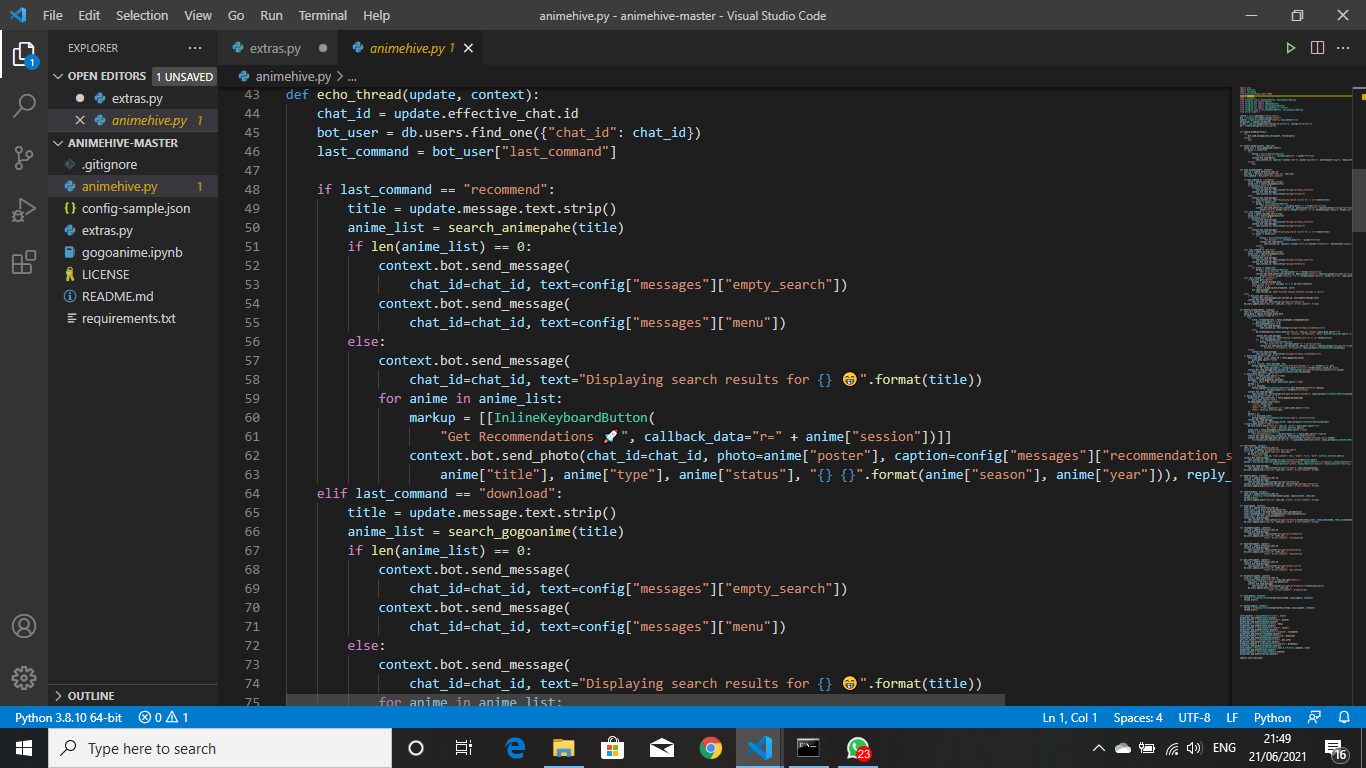 File Edit Selection View Go Run Terminal Help
animehive.py - animehive-master - Visual Studio Code
EXPLORER
OPEN EDITORS 1 UNSAVED
extras.py
animehive.py 1
ANIMEHIVE-MASTER
.gitignore
animehive.py 1
config-sample.json
extras.py
gogoanime.ipynb
LICENSE
README.md
requirements.txt
OUTLINE
1
extras.py
animehive.py 1
animehive.py > ...
43 def echo_thread(update, context):
44 chat_id = update.effective_chat.id
45 bot_user = db.users.find_one({"chat_id": chat_id})
46 last_command = bot_user["last_command"]
47
48 if last_command == "recommend":
49 title = update.message.text.strip()
50 anime_list = search_animepahe(title)
51 if len(anime_list) == 0:
52 context.bot.send_message(
53 chat_id=chat_id, text=config["messages"]["empty_search"])
54 context.bot.send_message(
55 chat_id=chat_id, text=config["messages"]["menu"])
56 else:
57 context.bot.send_message(
58 chat_id=chat_id, text="Displaying search results for {} 😁".format(title))
59 for anime in anime_list:
60 markup = [[InlineKeyboardButton(
61 "Get Recommendations 🚀", callback_data="r=" + anime["session"])]]
62 context.bot.send_photo(chat_id=chat_id, photo=anime["poster"], caption=config["messages"]["recommendation_s
63 anime["title"], anime["type"], anime["status"], "{} {}".format(anime["season"], anime["year"])), reply_
64 elif last_command == "download":
65 title = update.message.text.strip()
66 anime_list = search_gogoanime(title)
67 if len(anime_list) == 0:
68 context.bot.send_message(
69 chat_id=chat_id, text=config["messages"]["empty_search"])
70 context.bot.send_message(
71 chat_id=chat_id, text=config["messages"]["menu"])
72 else:
73 context.bot.send_message(
74 chat_id=chat_id, text="Displaying search results for {} 😁".format(title))
75 for anime in anime_list:
Python 3.8.10 64-bit 0 1
Ln 1, Col 1 Spaces: 4 UTF-8 LF Python
Type here to search
23
ENG
21:49
21/06/2021
16